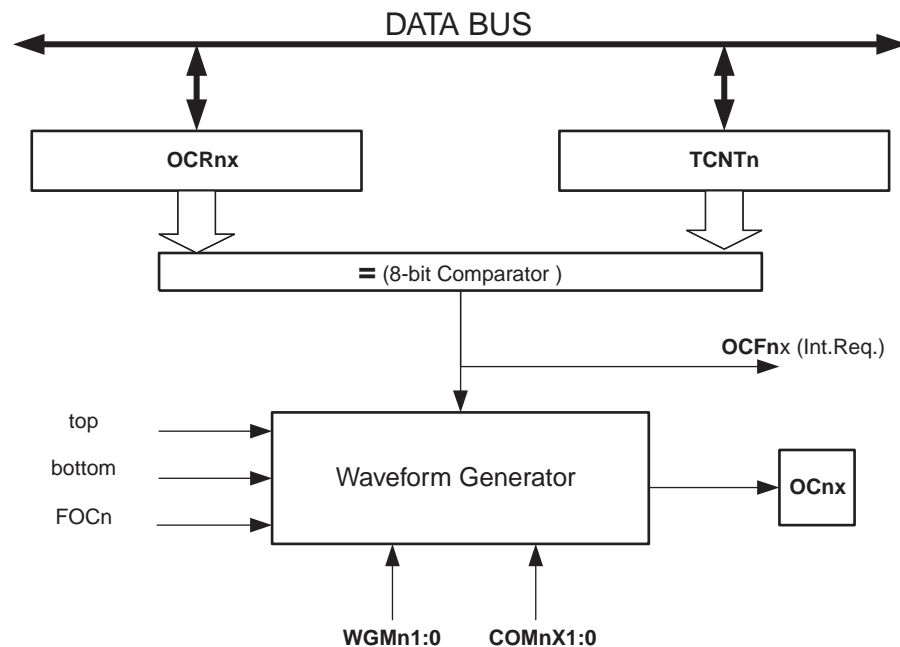 DATA BUS
OCRnx
TCNTn
= (8-bit Comparator )
OCFnx (Int.Req.)
top
bottom
FOCn
Waveform Generator
OCnx
WGMn1:0
COMnX1:0